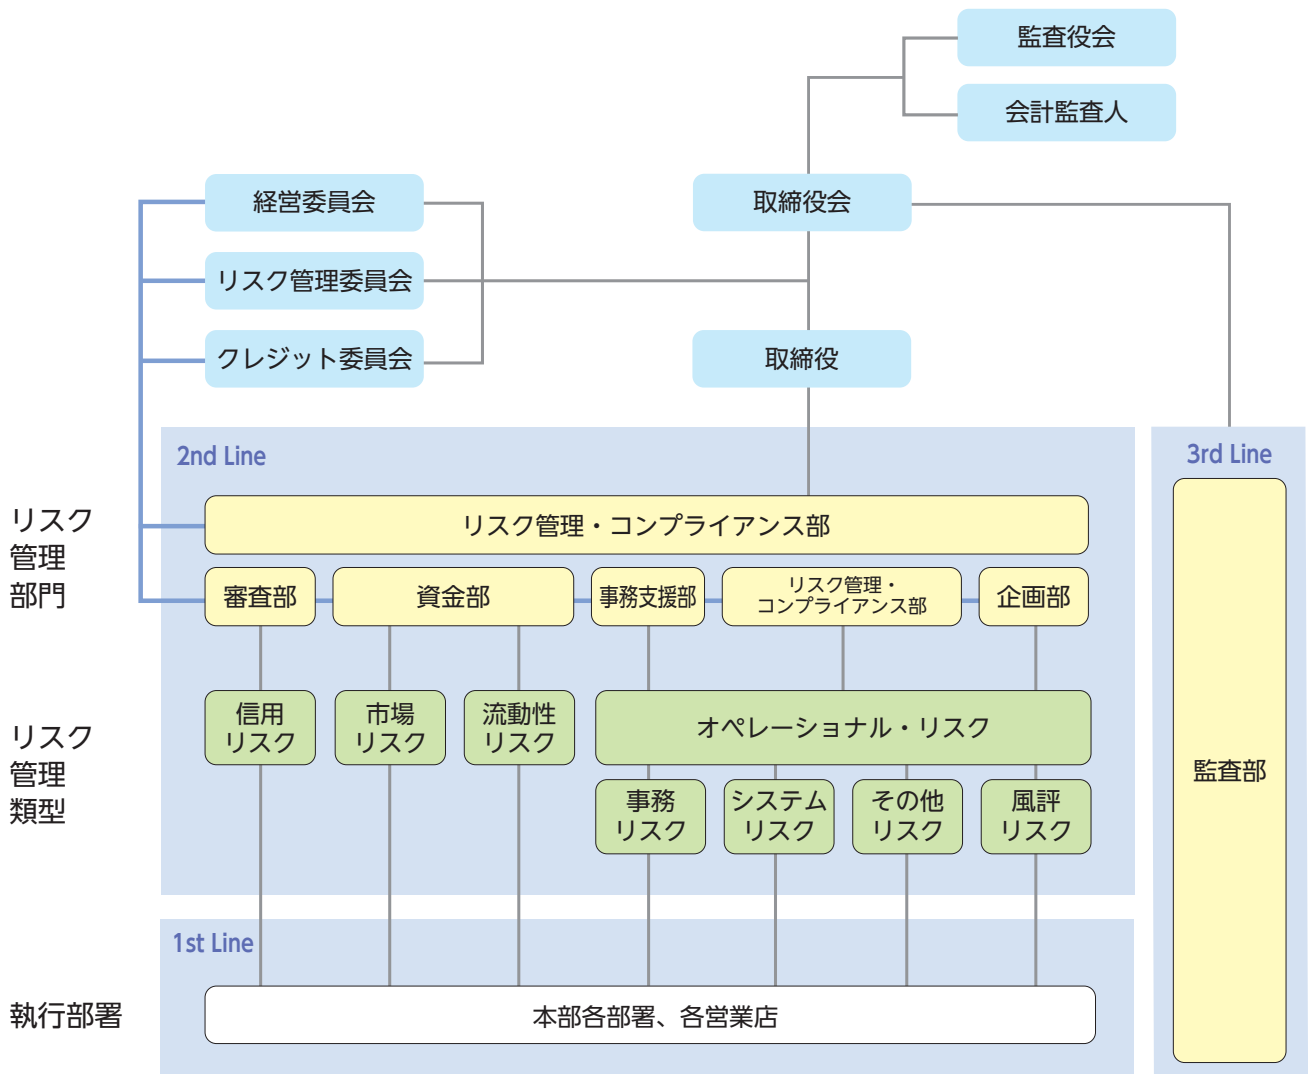 監査役会
会計監査人
経営委員会
取締役会
リスク管理委員会
クレジット委員会
取締役
2nd Line
3rd Line
リスク
管理
部門
リスク管理・コンプライアンス部
審査部
資金部
事務支援部
リスク管理・
コンプライアンス部
企画部
リスク
管理
類型
信用
リスク
市場
リスク
流動性
リスク
オペレーショナル・リスク
監査部
事務
リスク
システム
リスク
その他
リスク
風評
リスク
1st Line
執行部署
本部各部署、各営業店